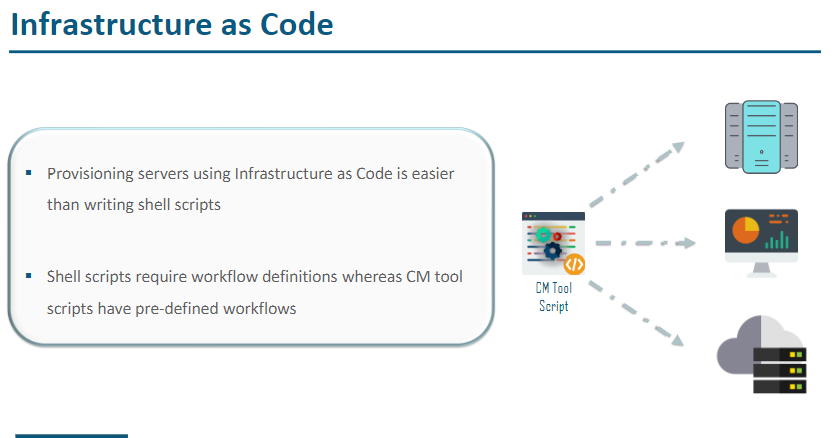 Infrastructure as Code
▪ Provisioning servers using Infrastructure as Code is easier
than writing shell scripts
▪ Shell scripts require workflow definitions whereas CM tool
scripts have pre-defined workflows
CM Tool
Script